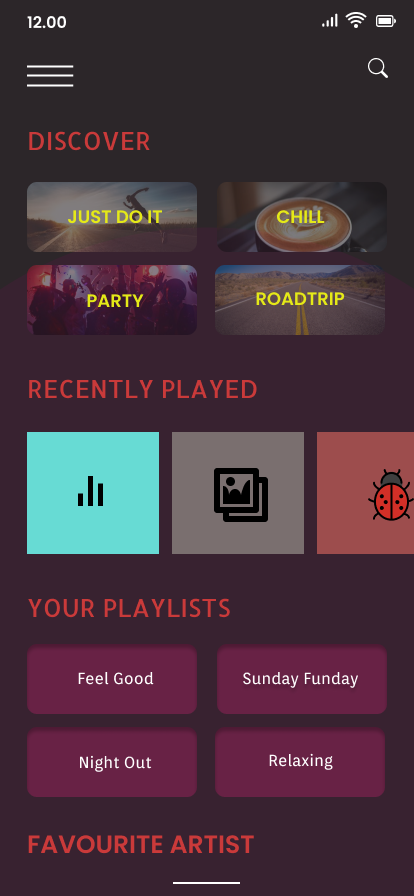 12.00
DISCOVER
JUST DO IT
CHILL
PARTY
ROADTRIP
RECENTLY PLAYED
YOUR PLAYLISTS
Feel Good
Sunday Funday
Night Out
Relaxing
FAVOURITE ARTIST